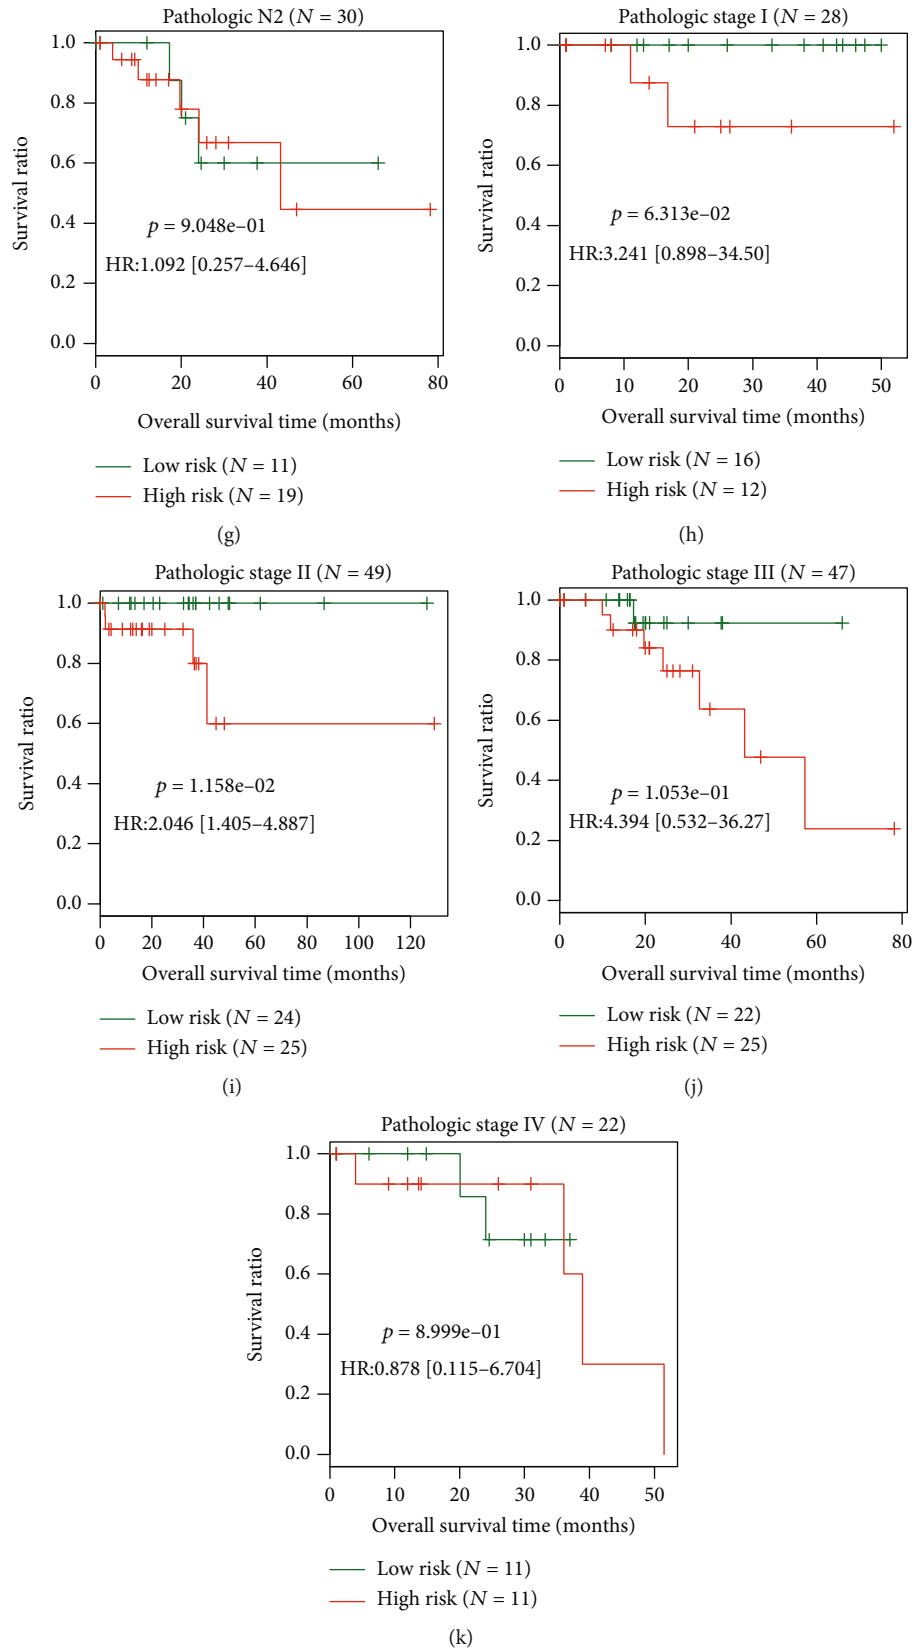 Pathologic N2 (N = 30)
1.0
0.8
0.6
0.4
0.2
0.0
Survival ratio
p = 9.048e–01
HR:1.092 [0.257–4.646]
0 20 40 60 80
Overall survival time (months)
Low risk (N = 11)
High risk (N = 19)
(g)
Pathologic stage I (N = 28)
1.0
0.8
0.6
0.4
0.2
0.0
Survival ratio
p = 6.313e–02
HR:3.241 [0.898–34.50]
0 10 20 30 40 50
Overall survival time (months)
Low risk (N = 16)
High risk (N = 12)
(h)
Pathologic stage II (N = 49)
1.0
0.8
0.6
0.4
0.2
0.0
Survival ratio
p = 1.158e–02
HR:2.046 [1.405–4.887]
0 20 40 60 80 100 120
Overall survival time (months)
Low risk (N = 24)
High risk (N = 25)
(i)
Pathologic stage III (N = 47)
1.0
0.8
0.6
0.4
0.2
0.0
Survival ratio
p = 1.053e–01
HR:4.394 [0.532–36.27]
0 20 40 60 80
Overall survival time (months)
Low risk (N = 22)
High risk (N = 25)
(j)
Pathologic stage IV (N = 22)
1.0
0.8
0.6
0.4
0.2
0.0
Survival ratio
p = 8.999e–01
HR:0.878 [0.115–6.704]
0 10 20 30 40 50
Overall survival time (months)
Low risk (N = 11)
High risk (N = 11)
(k)